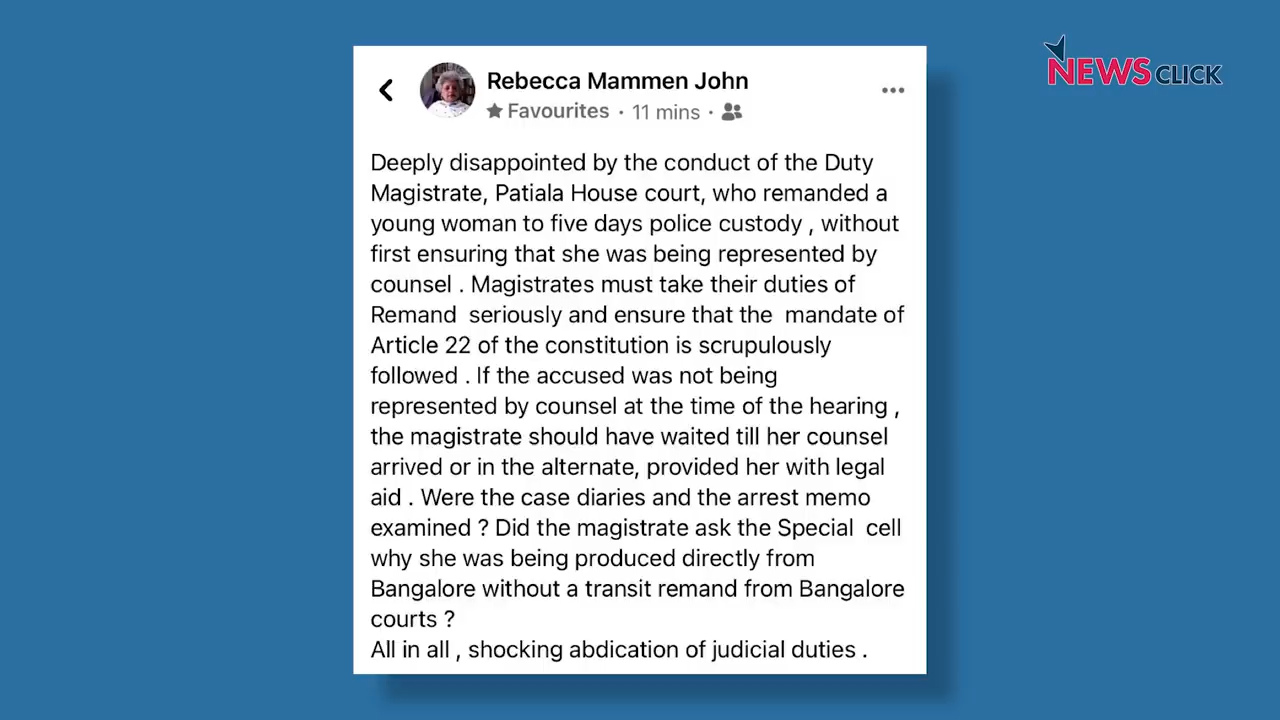 NEWSCLICK
Rebecca Mammen John
Favourites · 11 mins ·
Deeply disappointed by the conduct of the Duty
Magistrate, Patiala House court, who remanded a
young woman to five days police custody , without
first ensuring that she was being represented by
counsel . Magistrates must take their duties of
Remand  seriously and ensure that the  mandate of
Article 22 of the constitution is scrupulously
followed . If the accused was not being
represented by counsel at the time of the hearing ,
the magistrate should have waited till her counsel
arrived or in the alternate, provided her with legal
aid . Were the case diaries and the arrest memo
examined ? Did the magistrate ask the Special  cell
why she was being produced directly from
Bangalore without a transit remand from Bangalore
courts ?
All in all , shocking abdication of judicial duties .